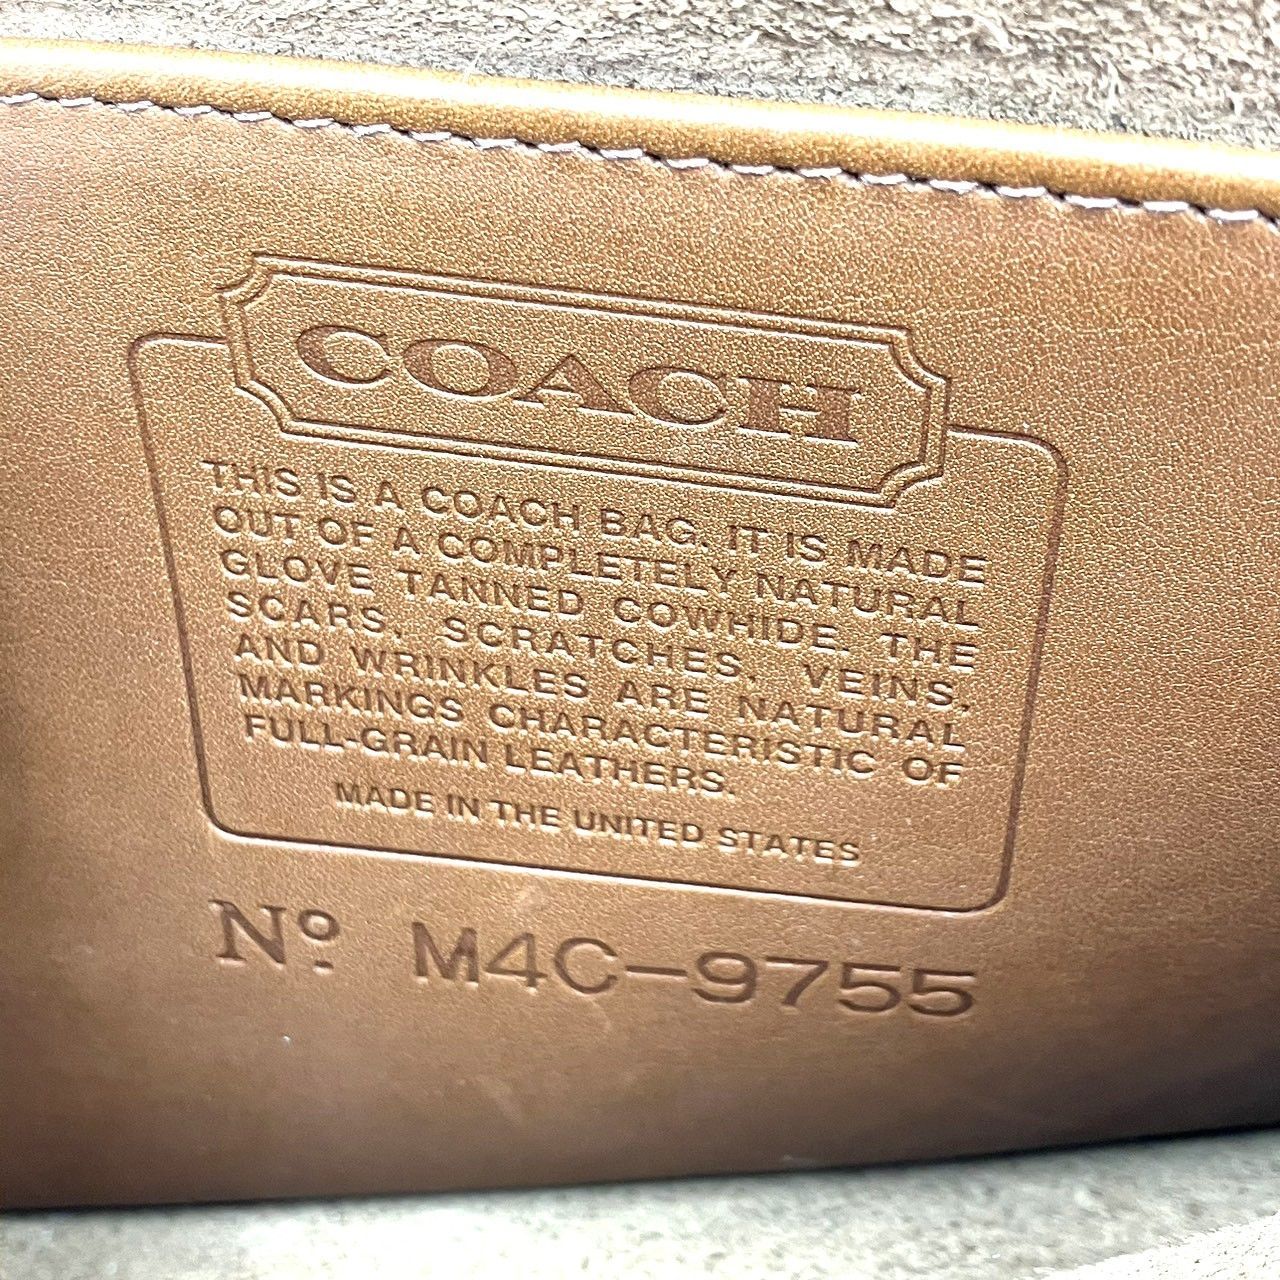 COACH
THIS IS A COACH BAG. IT IS MADE
OUT OF A COMPLETELY NATURAL
GLOVE TANNED COWHIDE. THE
SCARS, SCRATCHES, VEINS,
AND WRINKLES ARE NATURAL
MARKINGS CHARACTERISTIC OF
FULL-GRAIN LEATHERS.
MADE IN THE UNITED STATES
Nº M4C-9755